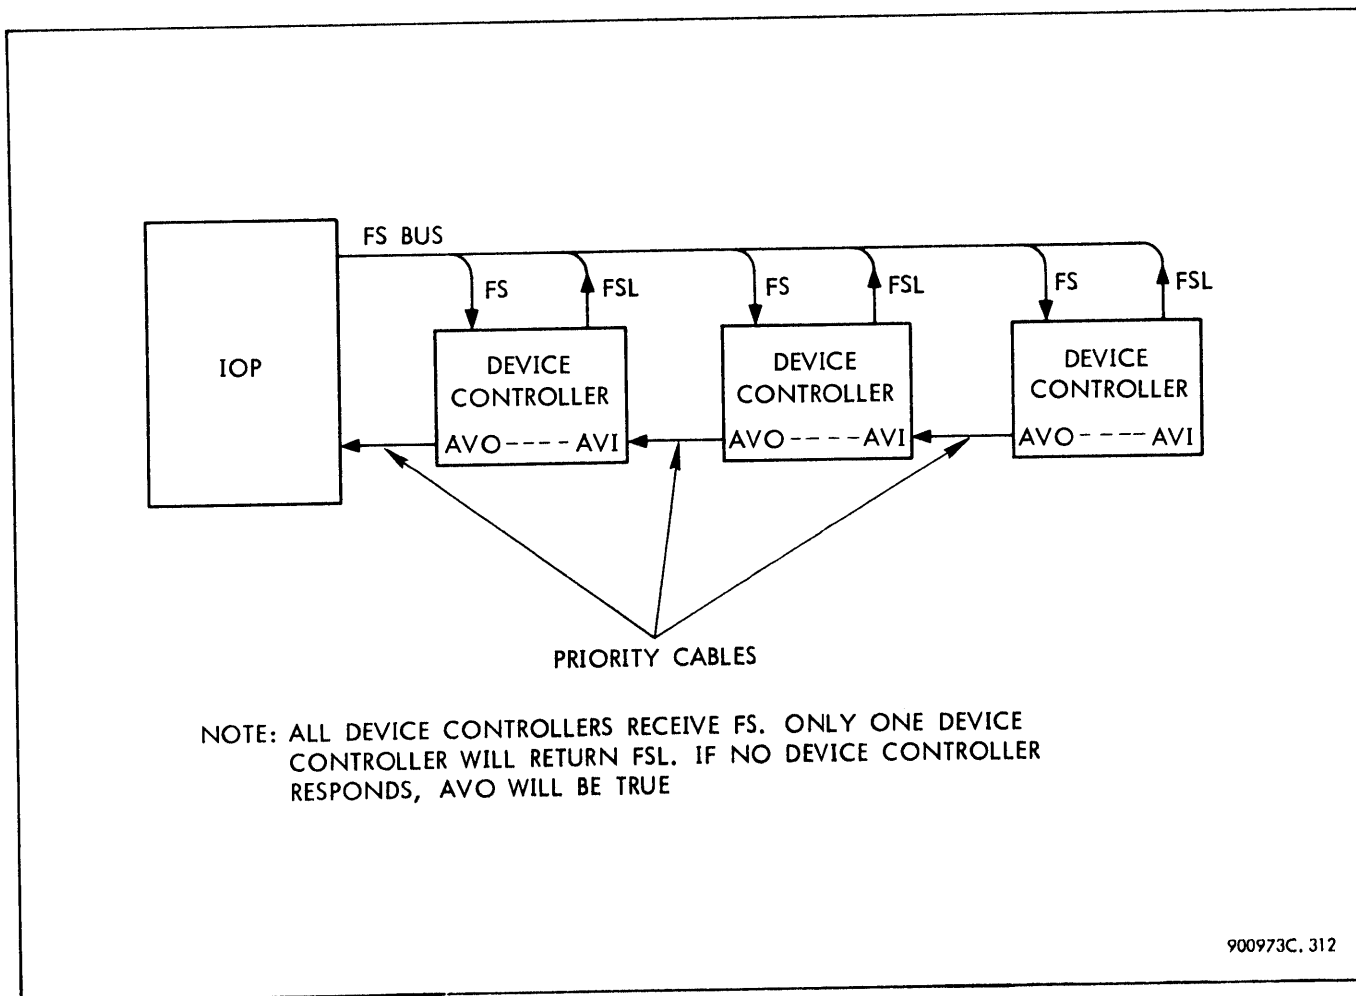 FS BUS
FS
FSL
FS
FSL
FS
FSL
IOP
DEVICE
CONTROLLER
AVO---- AVI
DEVICE
CONTROLLER
AVO---- AVI
DEVICE
CONTROLLER
AVO---- AVI
PRIORITY CABLES
NOTE: ALL DEVICE CONTROLLERS RECEIVE FS. ONLY ONE DEVICE
CONTROLLER WILL RETURN FSL. IF NO DEVICE CONTROLLER
RESPONDS, AVO WILL BE TRUE
900973C.312